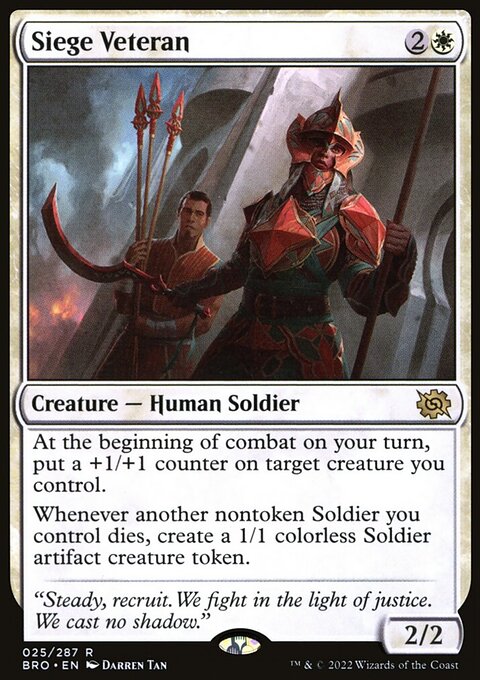 Siege Veteran 2
Creature — Human Soldier
At the beginning of combat on your turn,
put a +1/+1 counter on target creature you
control.
Whenever another nontoken Soldier you
control dies, create a 1/1 colorless Soldier
artifact creature token.
“Steady, recruit. We fight in the light of justice.
We cast no shadow.”
2/2
025/287 R
BRO • EN Darren Tan ™ & © 2022 Wizards of the Coast